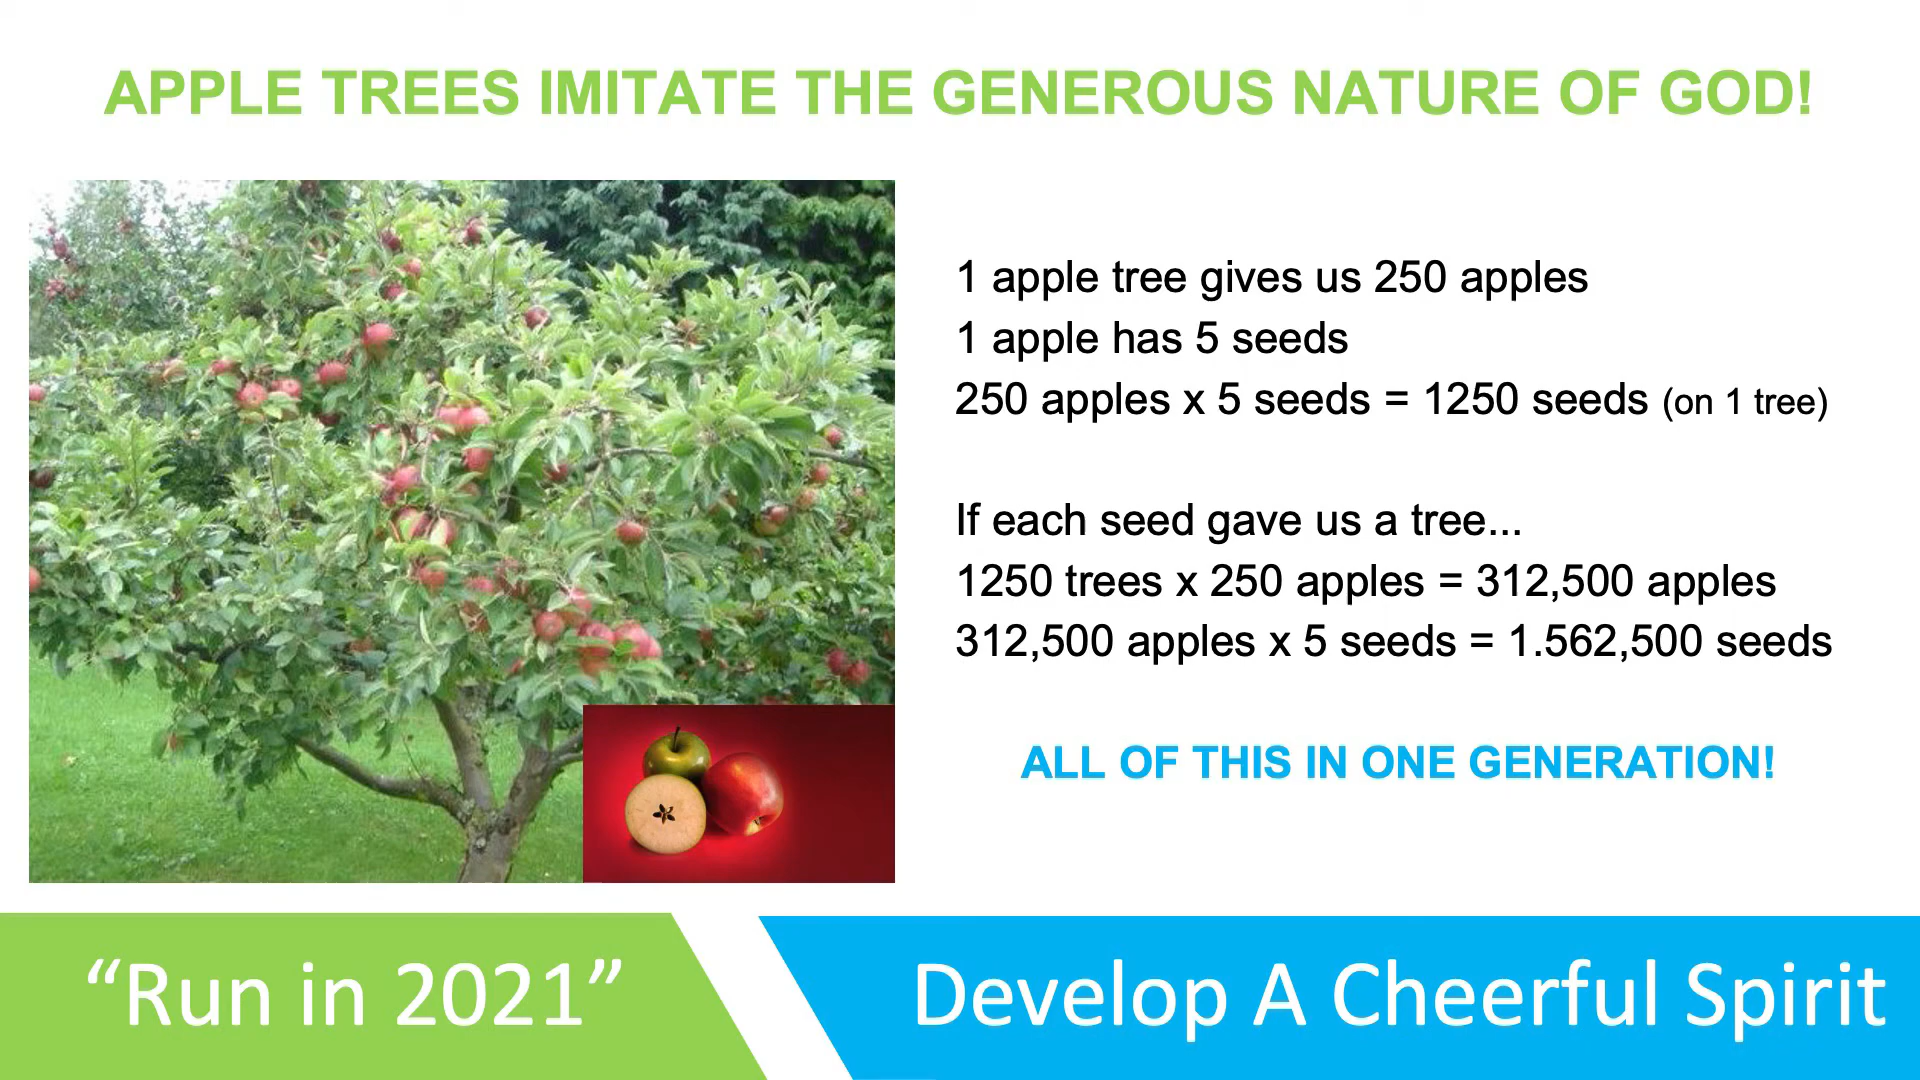 APPLE TREES IMITATE THE GENEROUS NATURE OF GOD!
1 apple tree gives us 250 apples
1 apple has 5 seeds
250 apples x 5 seeds = 1250 seeds (on 1 tree)
If each seed gave us a tree...
1250 trees x 250 apples = 312,500 apples
312,500 apples x 5 seeds = 1.562,500 seeds
ALL OF THIS IN ONE GENERATION!
“Run in 2021”
Develop A Cheerful Spirit